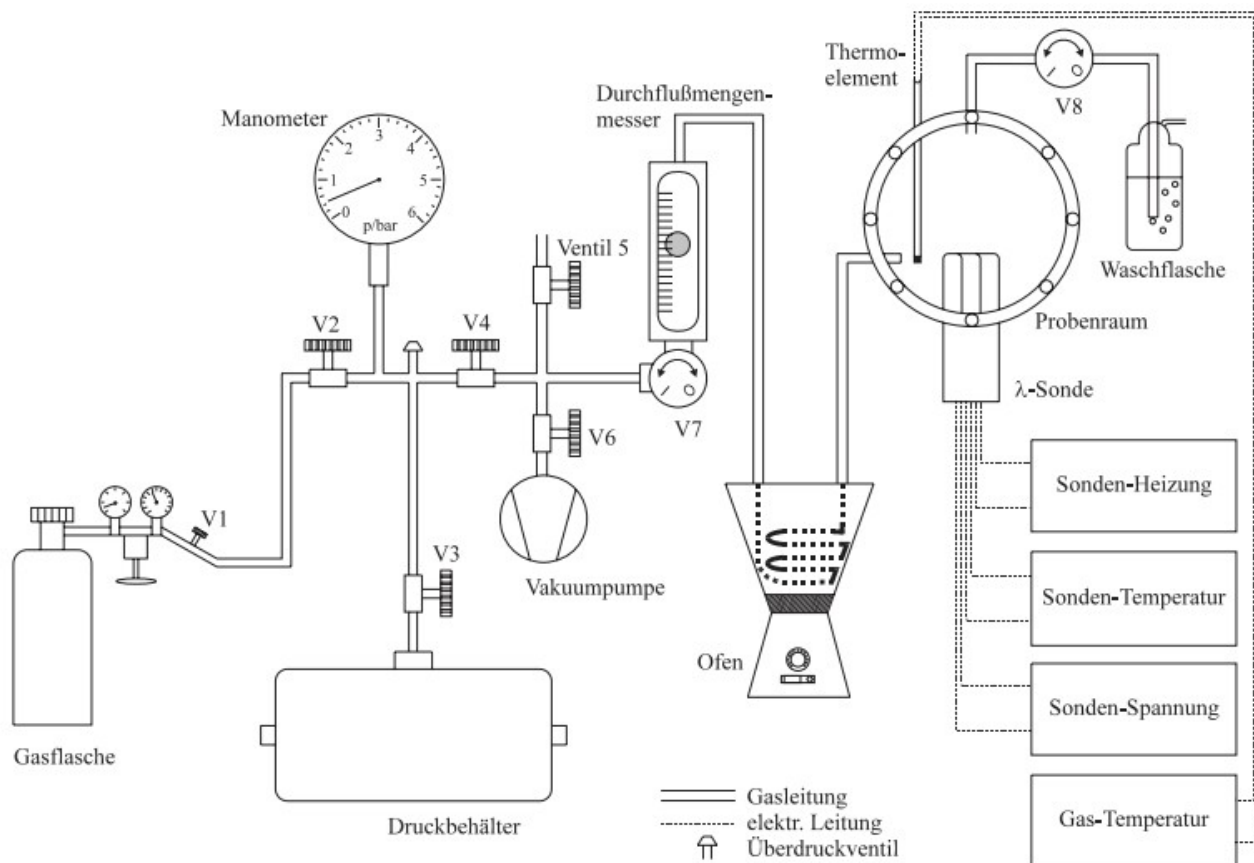 Thermo-
element
V8
Durchflußmengen-
messer
Manometer
3
2
4
1
5
0
6
p/bar
Ventil 5
Waschflasche
Probenraum
V2
V4
λ-Sonde
V7
V6
Sonden-Heizung
V1
V3
Vakuumpumpe
Sonden-Temperatur
Ofen
Sonden-Spannung
Gasflasche
Gasleitung
elektr. Leitung
Überdruckventil
Druckbehälter
Gas-Temperatur